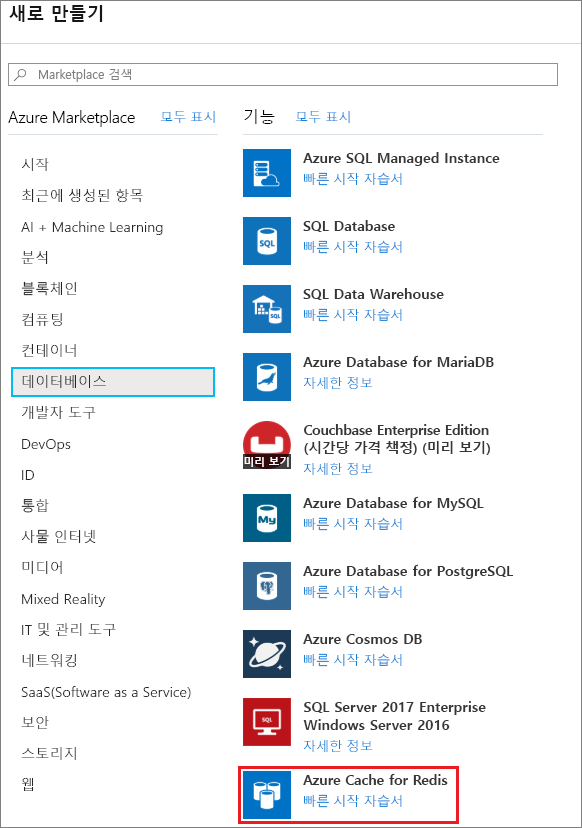 새로 만들기
Marketplace 검색
Azure Marketplace
모두 표시
시작
최근에 생성된 항목
AI + Machine Learning
분석
블록체인
컴퓨팅
컨테이너
데이터베이스
개발자 도구
DevOps
ID
통합
사물 인터넷
미디어
Mixed Reality
IT 및 관리 도구
네트워킹
SaaS(Software as a Service)
보안
스토리지
웹
기능
모두 표시
Azure SQL Managed Instance
빠른 시작 자습서
SQL
SQL Database
빠른 시작 자습서
SQL
SQL Data Warehouse
빠른 시작 자습서
Azure Database for MariaDB
자세한 정보
미리 보기
Couchbase Enterprise Edition
(시간당 가격 책정) (미리 보기)
자세한 정보
My
Azure Database for MySQL
빠른 시작 자습서
Azure Database for PostgreSQL
빠른 시작 자습서
Azure Cosmos DB
빠른 시작 자습서
SQL
SQL Server 2017 Enterprise
Windows Server 2016
자세한 정보
Azure Cache for Redis
빠른 시작 자습서